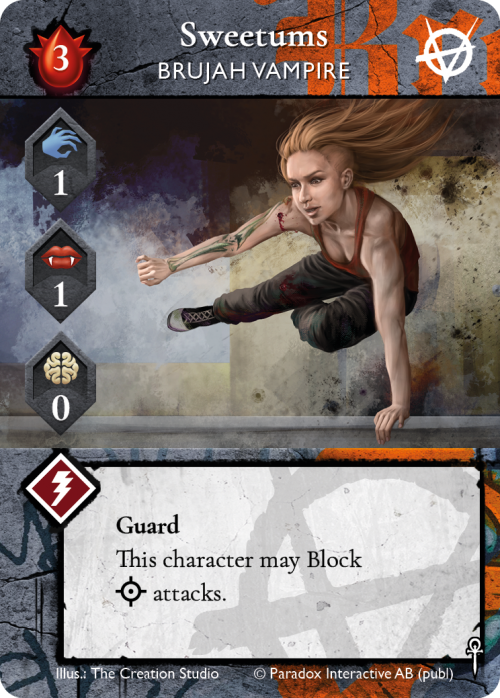 3
Sweetums
BRUJAH VAMPIRE
1
1
0
Guard
This character may Block
attacks.
Illus.: The Creation Studio
© Paradox Interactive AB (publ)